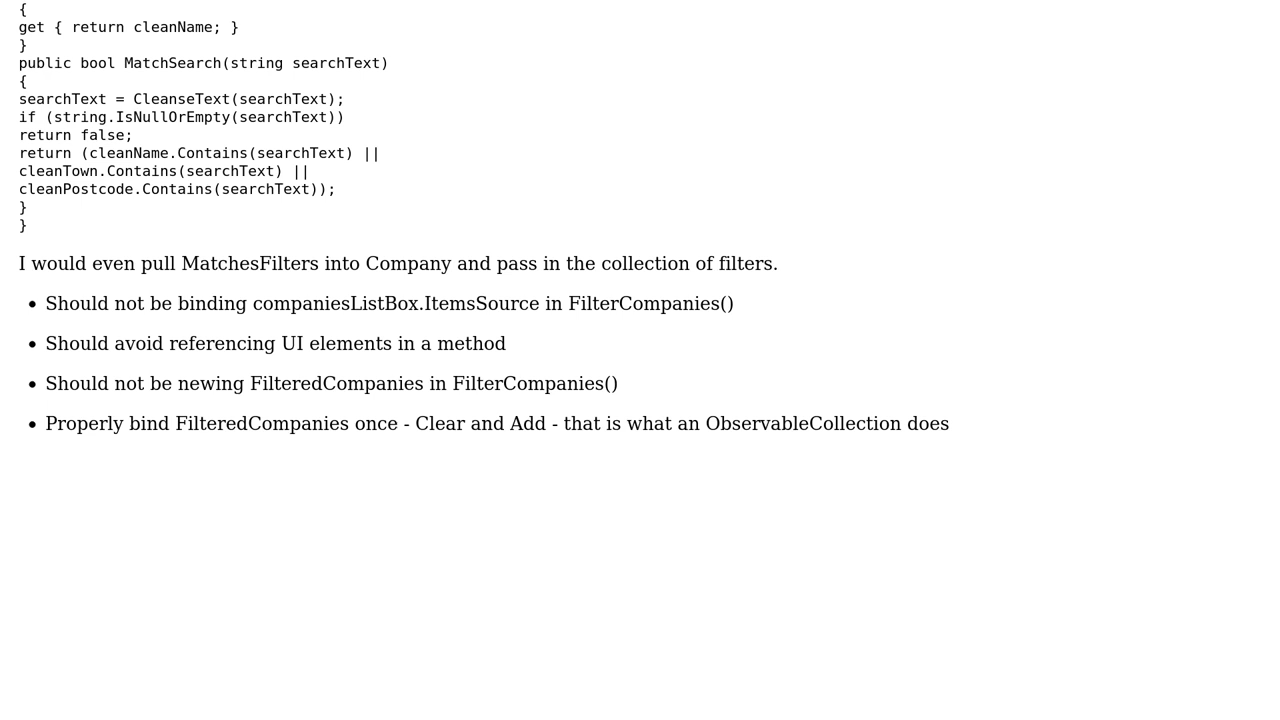 {
get { return cleanName; }
}
public bool MatchSearch(string searchText)
{
searchText = CleanseText(searchText);
if (string.IsNullOrEmpty(searchText))
return false;
return (cleanName.Contains(searchText) ||
cleanTown.Contains(searchText) ||
cleanPostcode.Contains(searchText));
}
}
I would even pull MatchesFilters into Company and pass in the collection of filters.
• Should not be binding companiesListBox.ItemsSource in FilterCompanies()
• Should avoid referencing UI elements in a method
• Should not be newing FilteredCompanies in FilterCompanies()
• Properly bind FilteredCompanies once - Clear and Add - that is what an ObservableCollection does